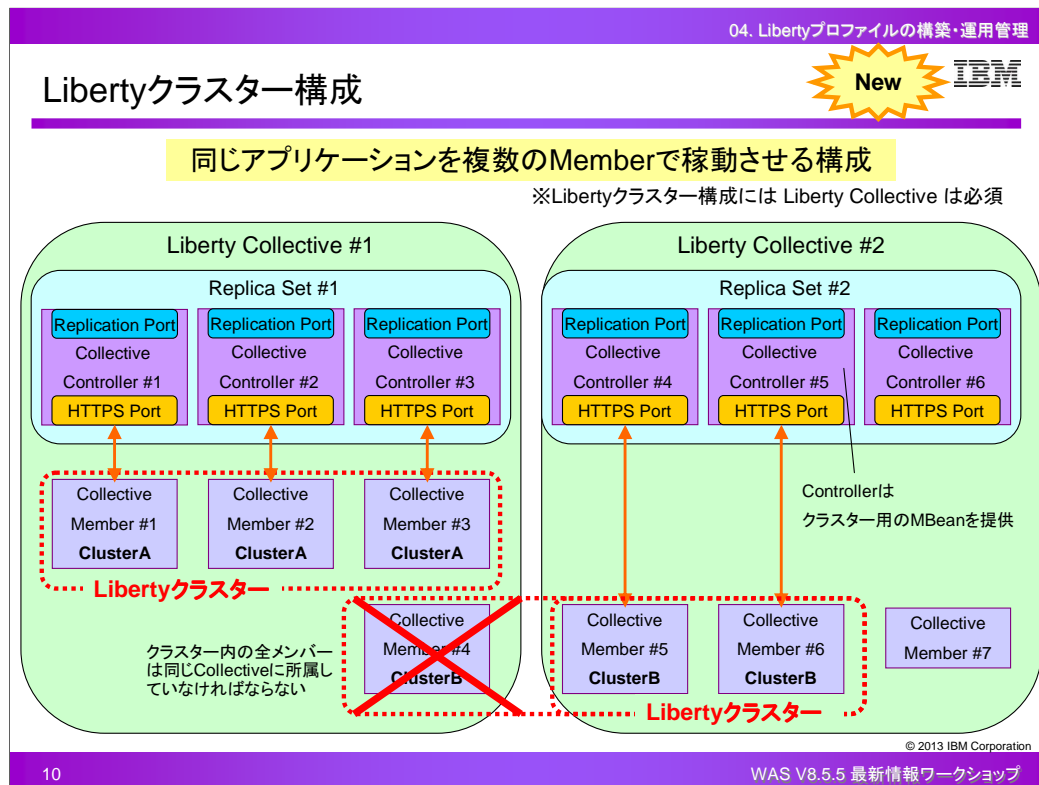 04. Libertyプロファイルの構築・運用管理
Libertyクラスター構成
New
IBM
同じアプリケーションを複数のMemberで稼動させる構成
※Libertyクラスター構成には Liberty Collective は必須
Liberty Collective #1
Replica Set #1
Replication Port
Collective
Controller #1
HTTPS Port
Replication Port
Collective
Controller #2
HTTPS Port
Replication Port
Collective
Controller #3
HTTPS Port
Collective
Member #1
ClusterA
Collective
Member #2
ClusterA
Collective
Member #3
ClusterA
Libertyクラスター
クラスター内の全メンバー
は同じCollectiveに所属し
ていなければならない
Collective
Member #4
ClusterB
Liberty Collective #2
Replica Set #2
Replication Port
Collective
Controller #4
HTTPS Port
Replication Port
Collective
Controller #5
HTTPS Port
Replication Port
Collective
Controller #6
HTTPS Port
Controllerは
クラスター用のMBeanを提供
Collective
Member #5
ClusterB
Collective
Member #6
ClusterB
Collective
Member #7
Libertyクラスター
© 2013 IBM Corporation
10
WAS V8.5.5 最新情報ワークショップ